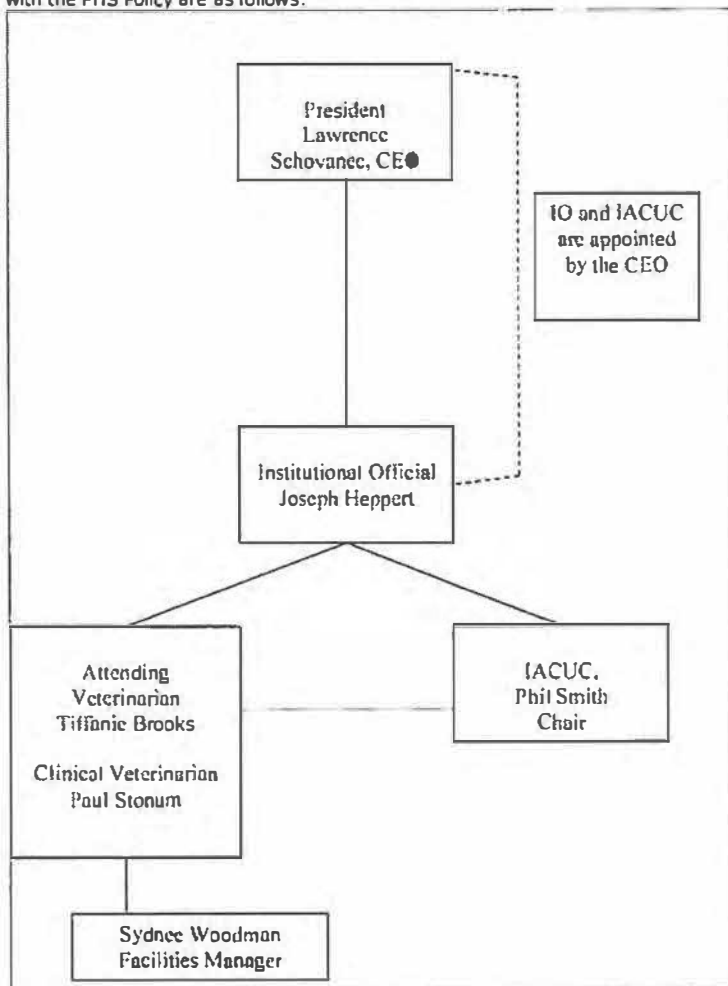 with the PHS Policy are as follows:
President
Lawrence
Schovanec, CEO
IO and IACUC
are appointed
by the CEO
Institutional Official
Joseph Heppert
Attending
Veterinarian
Tiffanie Brooks
Clinical Veterinarian
Paul Stonum
IACUC,
Phil Smith
Chair
Sydnee Woodman
Facilities Manager